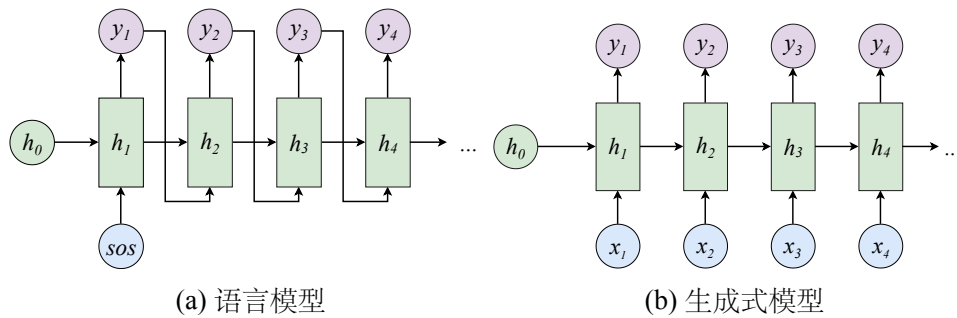 y₁ y₂ y₃ y₄ y₁ y₂ y₃ y₄
h₀ h₁ h₂ h₃ h₄ ... h₀ h₁ h₂ h₃ h₄ ..
sos x₁ x₂ x₃ x₄
(a) 语言模型 (b) 生成式模型